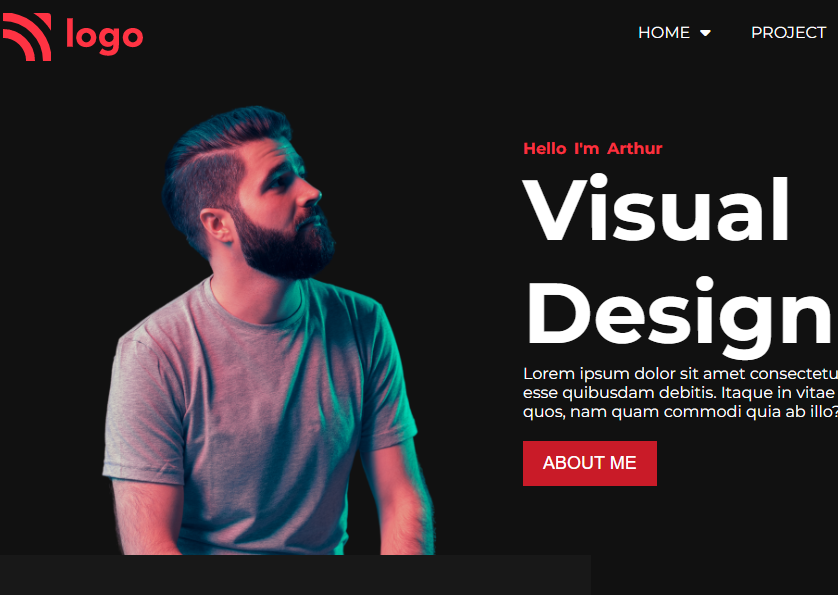 logo
HOME
PROJECT
Hello I'm Arthur
Visual
Design
Lorem ipsum dolor sit amet
esse quibusdam debitis. Itaque in vitae
quos, nam quam commodi quia ab illo?
ABOUT ME